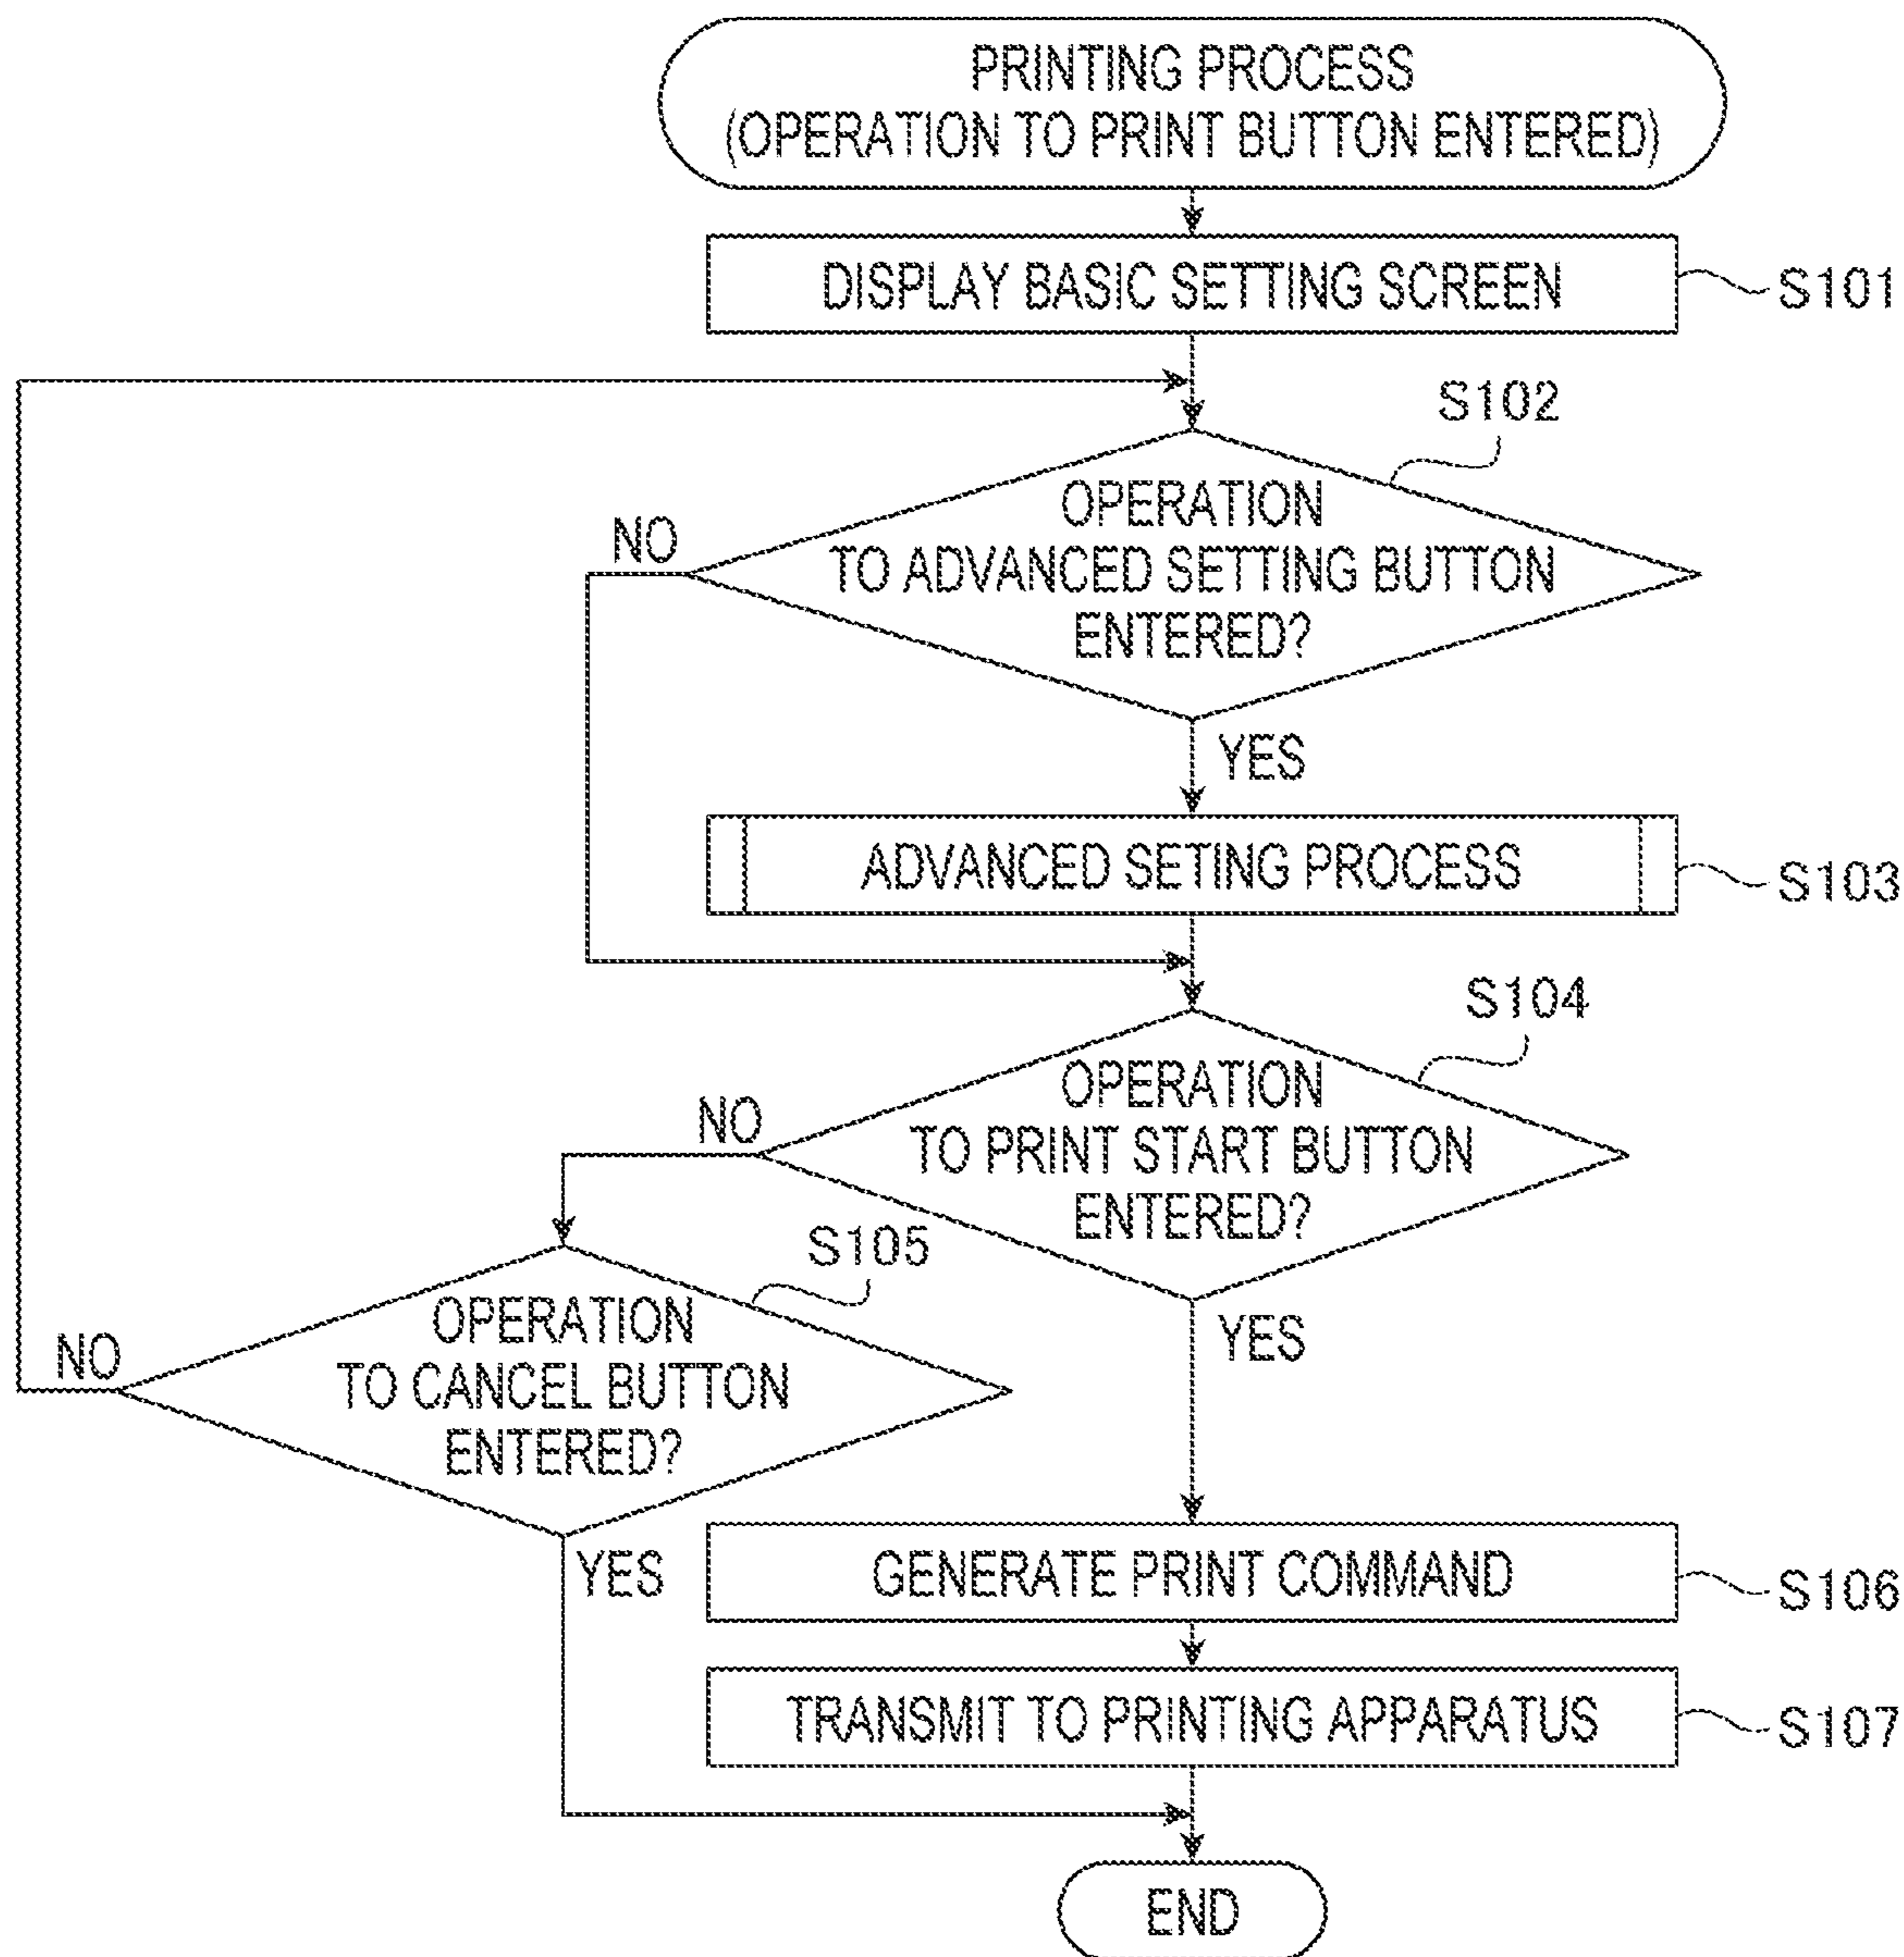 PRINTING PROCESS
(OPERATION TO PRINT BUTTON ENTERED)
DISPLAY BASIC SETTING SCREEN
S101
S102
OPERATION
TO ADVANCED SETTING BUTTON
ENTERED?
NO
YES
ADVANCED SETING PROCESS
S103
S104
OPERATION
TO PRINT START BUTTON
ENTERED?
NO
YES
S105
OPERATION
TO CANCEL BUTTON
ENTERED?
NO
YES
GENERATE PRINT COMMAND
S106
TRANSMIT TO PRINTING APPARATUS
S107
END